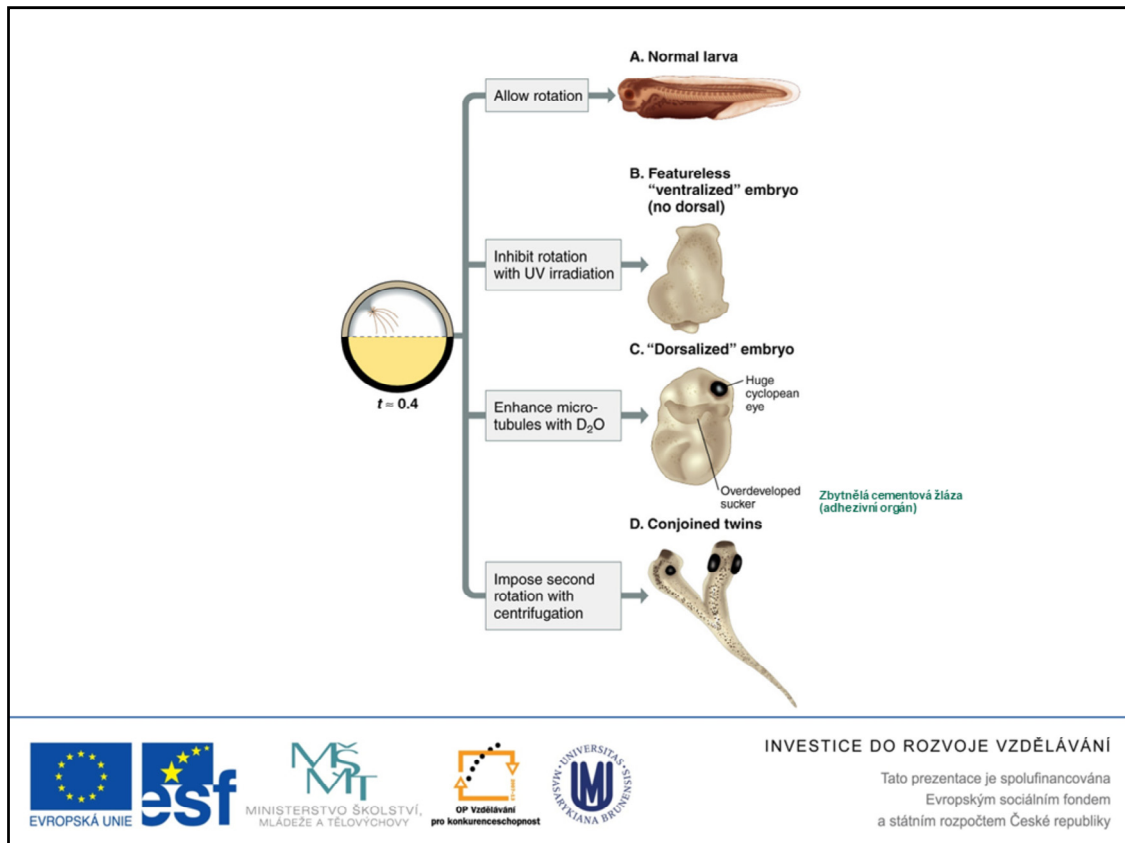 A. Normal larva
Allow rotation
B. Featureless
“ventralized” embryo
(no dorsal)
Inhibit rotation
with UV irradiation
t = 0.4
C. “Dorsalized” embryo
Huge
cyclopean
eye
Enhance micro-
tubules with D₂O
Overdeveloped
sucker
Zbytnělá cementová žláza
(adhezivní orgán)
D. Conjoined twins
Impose second
rotation with
centrifugation
EVROPSKÁ UNIE
esf
MŠMT
MINISTERSTVO ŠKOLSTVÍ,
MLÁDEŽE A TĚLOVÝCHOVY
OP Vzdělávání
pro konkurenceschopnost
UNIVERSITAS MASARYKIANA BRUNENSIS
INVESTICE DO ROZVOJE VZDĚLÁVÁNÍ
Tato prezentace je spolufinancována
Evropským sociálním fondem
a státním rozpočtem České republiky